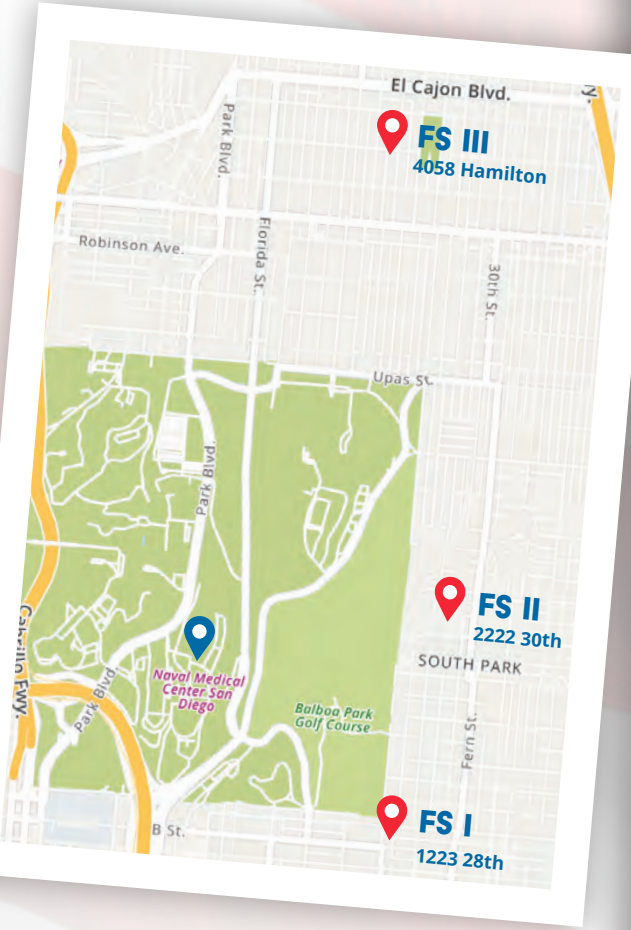 El Cajon Blvd.
y.
FS III
4058 Hamilton
Park Blvd.
Florida St.
Robinson Ave.
30th St.
Upas St.
Park Blvd.
FS II
2222 30th
SOUTH PARK
Cabrillo Fwy.
Naval Medical
Center San
Diego
Park Blvd.
Balboa Park
Golf Course
Fern St.
FS I
1223 28th
B St.